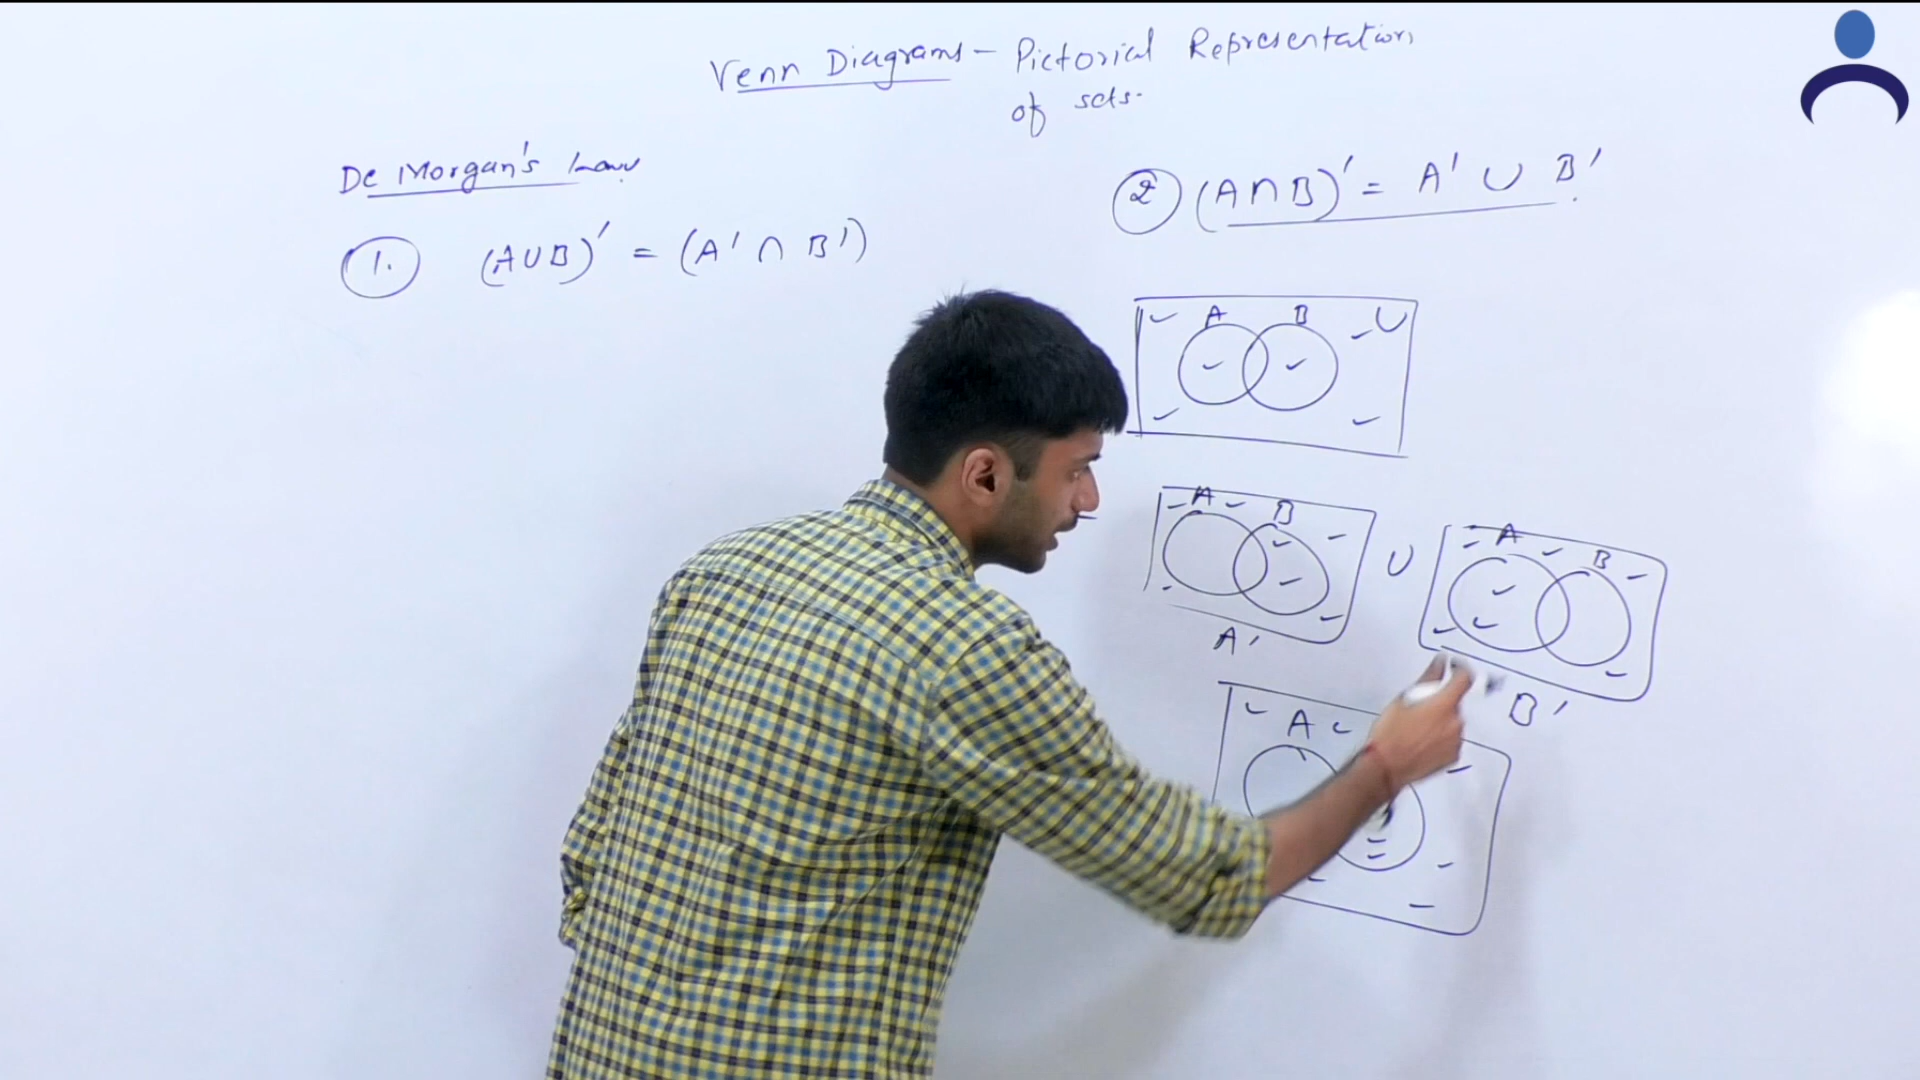 Venn Diagrams - Pictorial Representation
of sets.
De Morgan's Law
1. (A∪B)' = (A' ∩ B')
② (A∩B)' = A' ∪ B'
A B U
A B
A'
∪
A B
B'
A